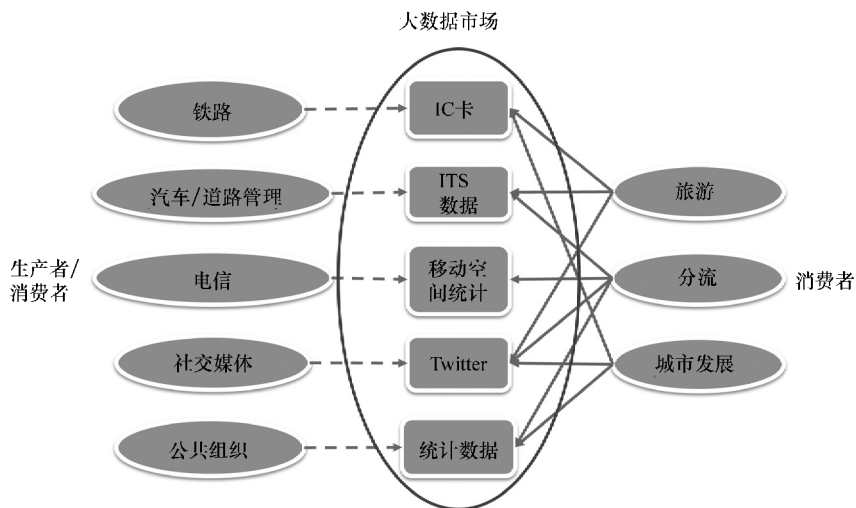 大数据市场
铁路
IC卡
汽车/道路管理
ITS
数据
旅游
生产者/
消费者
电信
移动空
间统计
分流
消费者
社交媒体
Twitter
城市发展
公共组织
统计数据